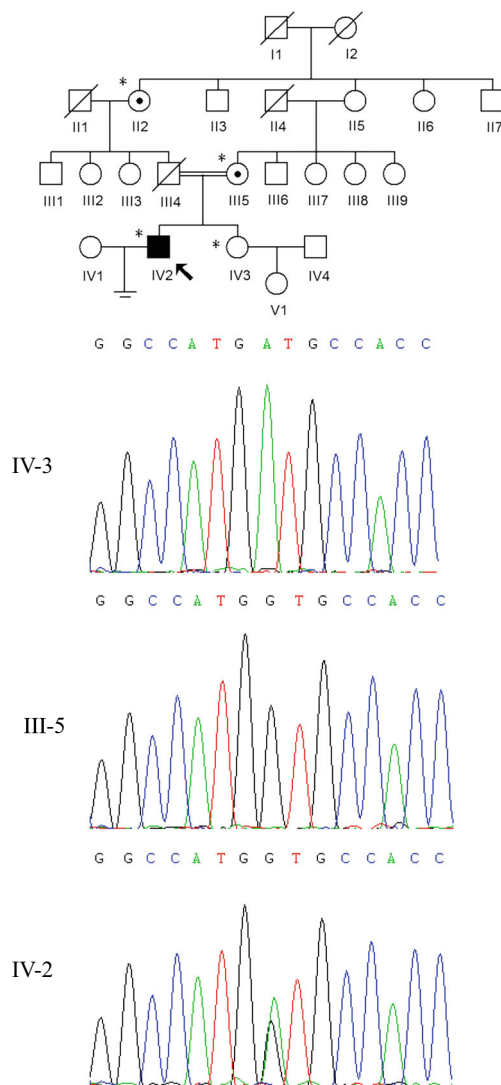 I1 I2
* * 
II1 II2 II3 II4 II5 II6 II7
III1 III2 III3 III4 III5 III6 III7 III8 III9
* *
IV1 IV2 IV3 IV4
V1
G G C C A T G A T G C C A C C
IV-3
G G C C A T G G T G C C A C C
III-5
G G C C A T G G T G C C A C C
IV-2